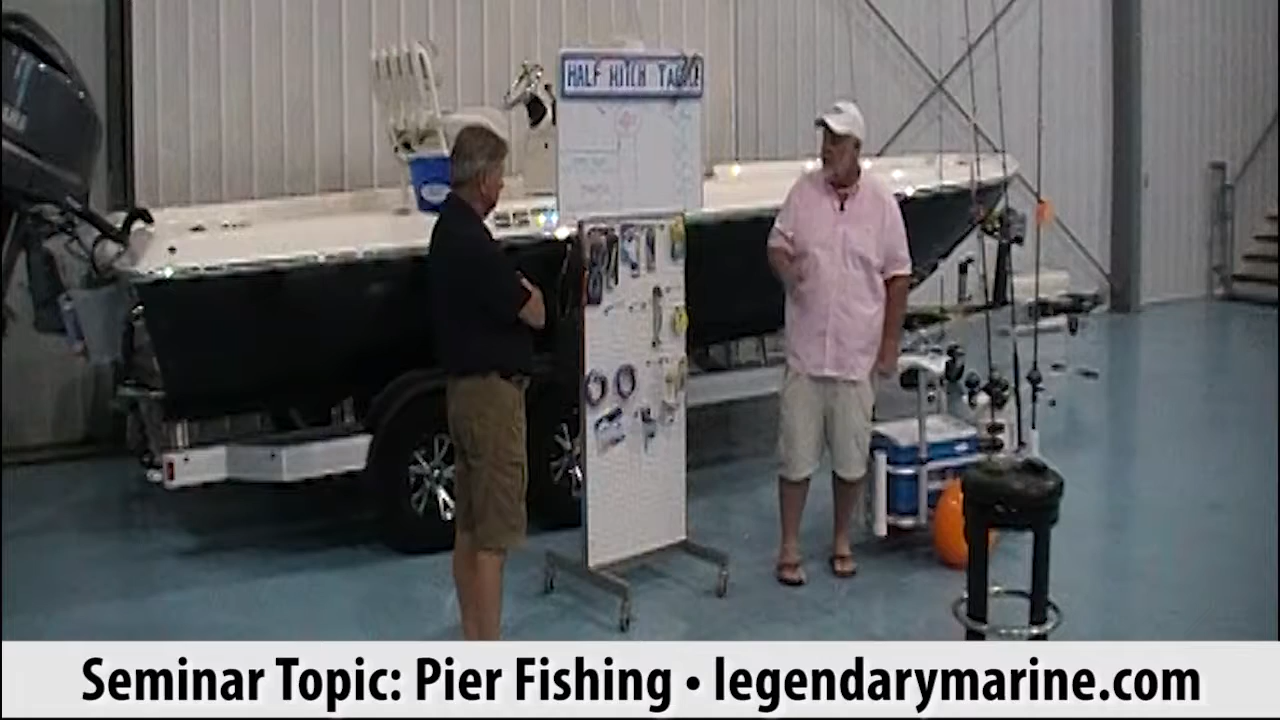 HALF HITCH TACKLE
Seminar Topic: Pier Fishing • legendarymarine.com